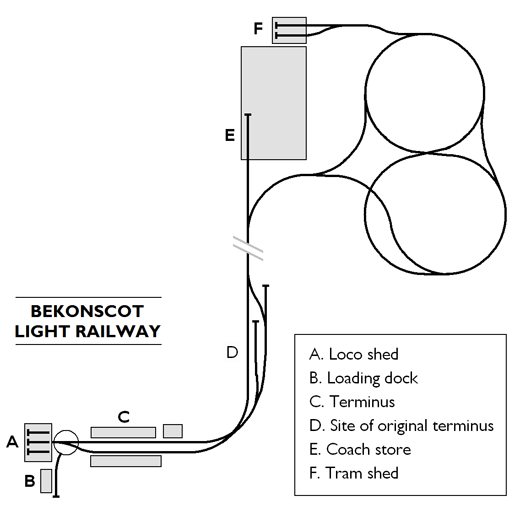 F
E
BEKONSCOT
LIGHT RAILWAY
D
C
A
B
A. Loco shed
B. Loading dock
C. Terminus
D. Site of original terminus
E. Coach store
F. Tram shed